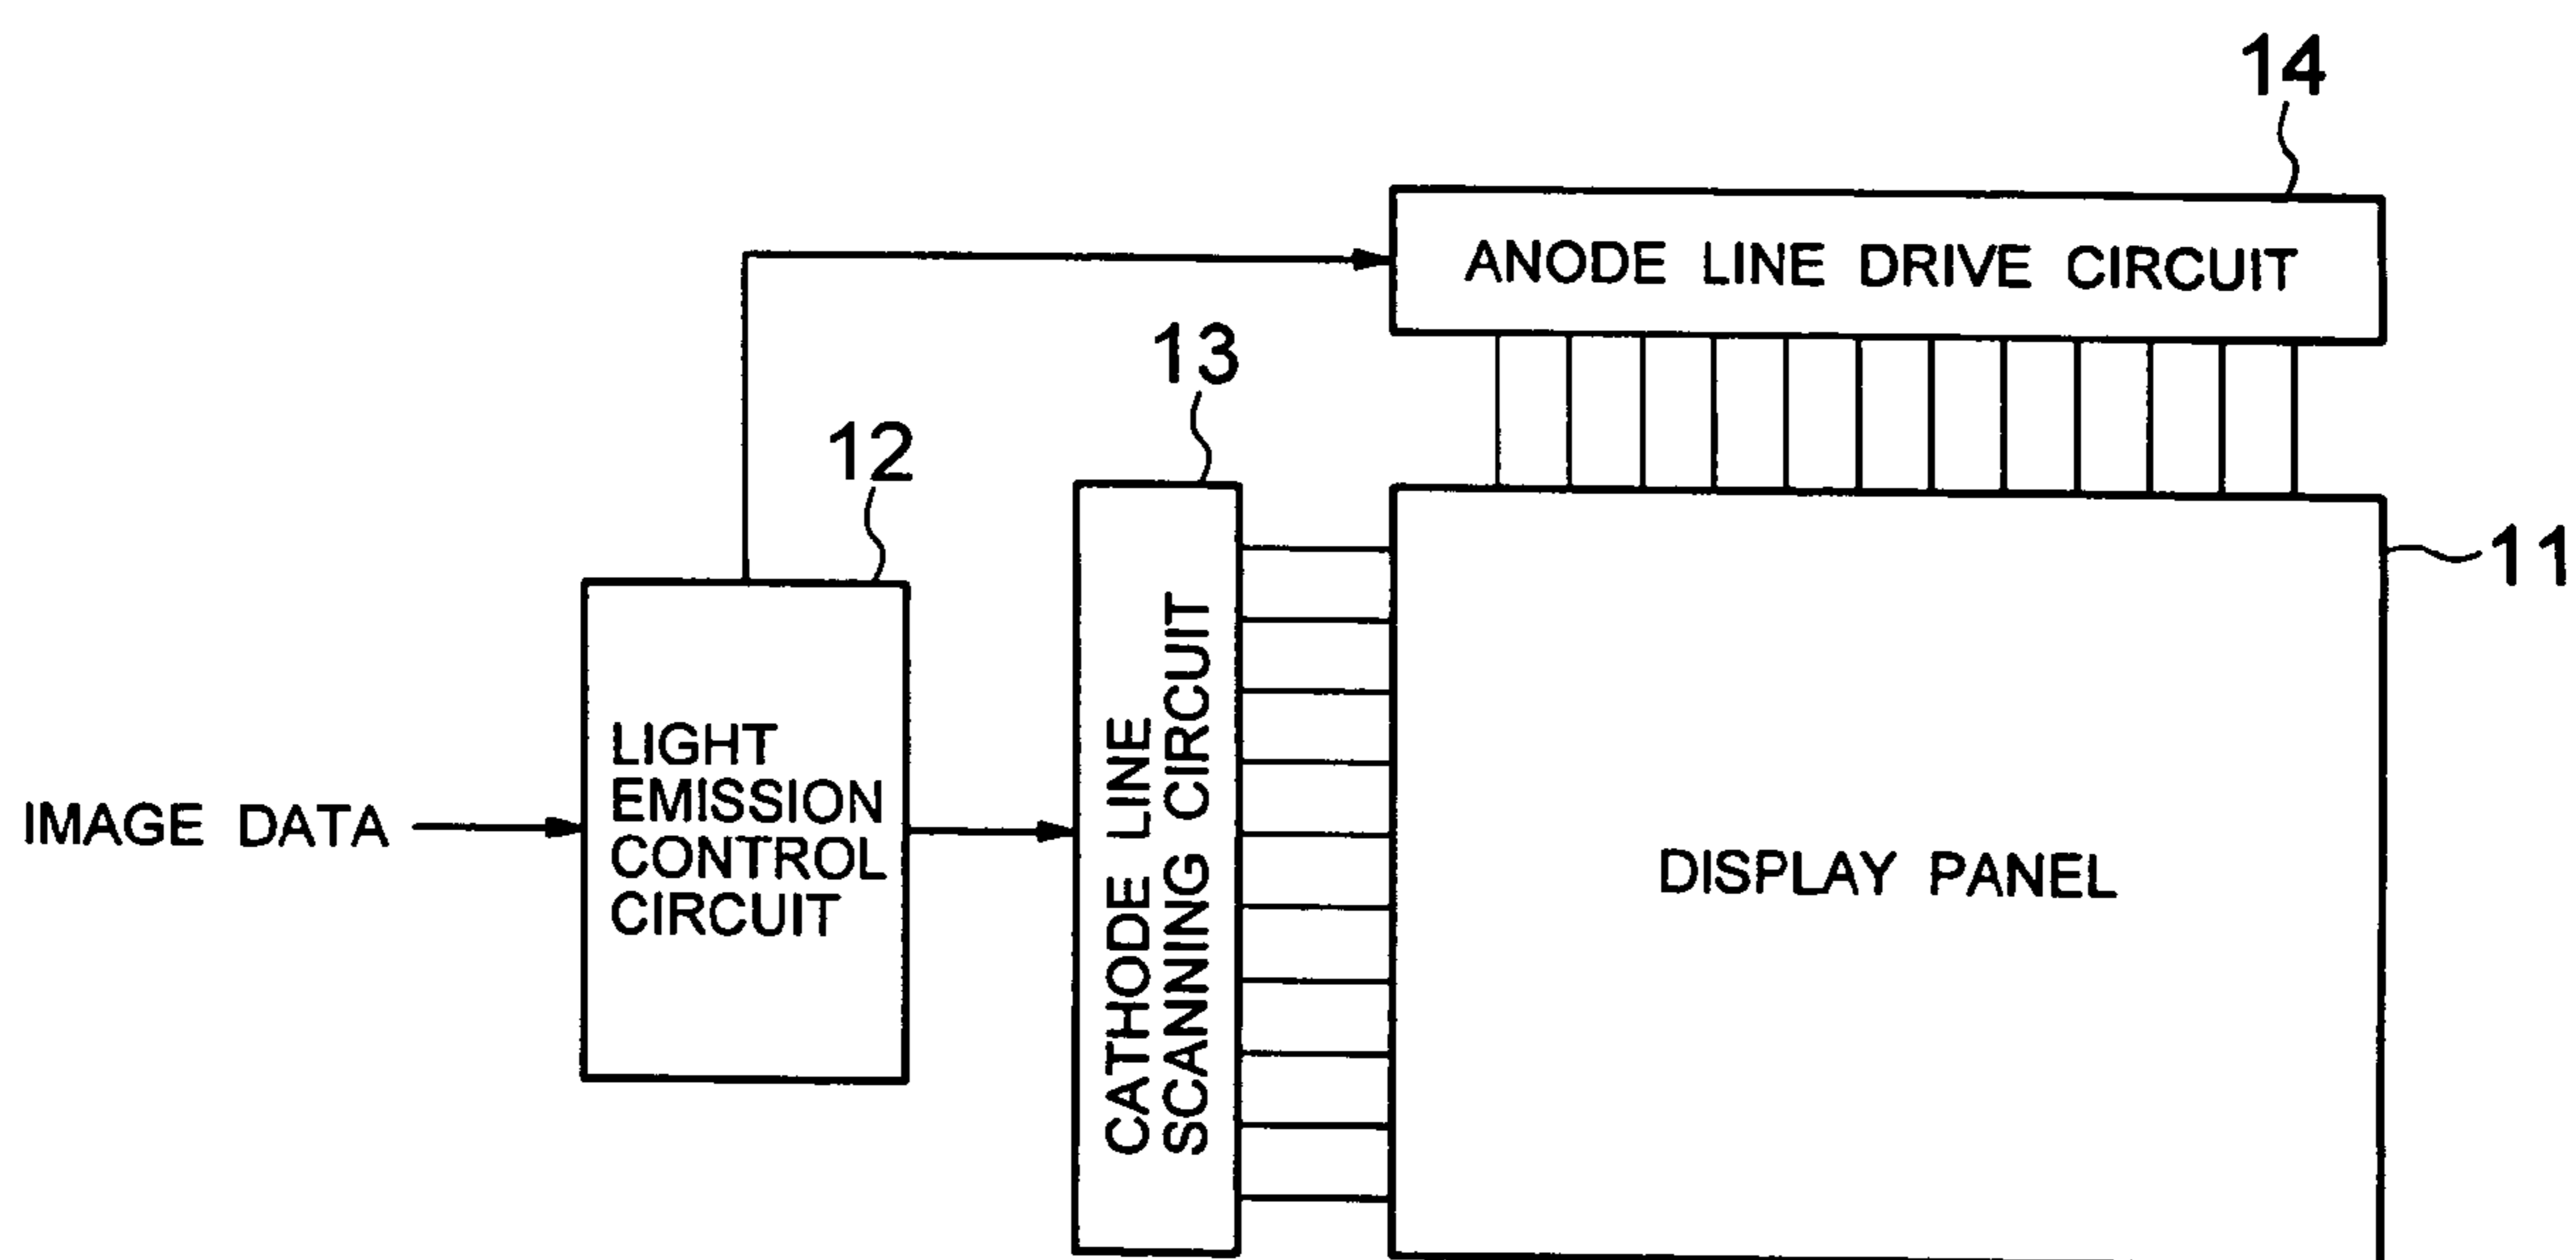 14
ANODE LINE DRIVE CIRCUIT
13
12
11
CATHODE LINE
SCANNING CIRCUIT
LIGHT
EMISSION
CONTROL
CIRCUIT
IMAGE DATA
DISPLAY PANEL